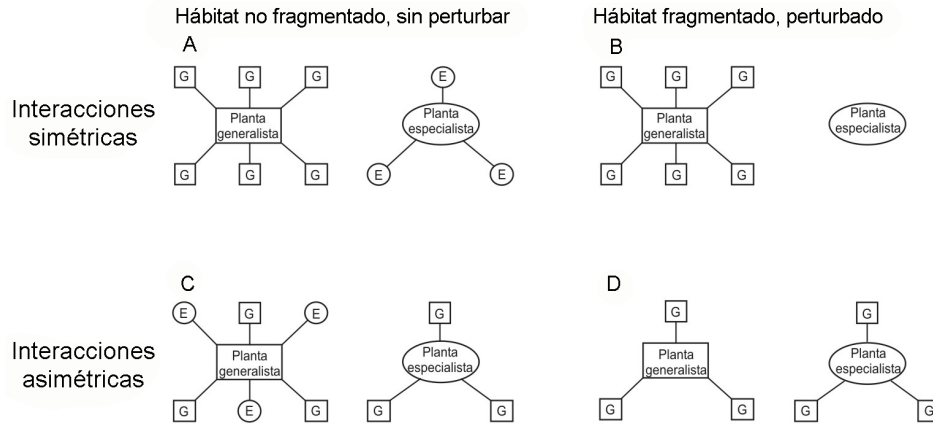 Hábitat no fragmentado, sin perturbar
Hábitat fragmentado, perturbado
A
B
G G G E
G G G
Interacciones
simétricas
Planta
generalista
Planta
especialista
Planta
generalista
Planta
especialista
G G G E E
G G G
C
D
E G E G
G G
Interacciones
asimétricas
Planta
generalista
Planta
especialista
Planta
generalista
Planta
especialista
G E G G G
G G G G